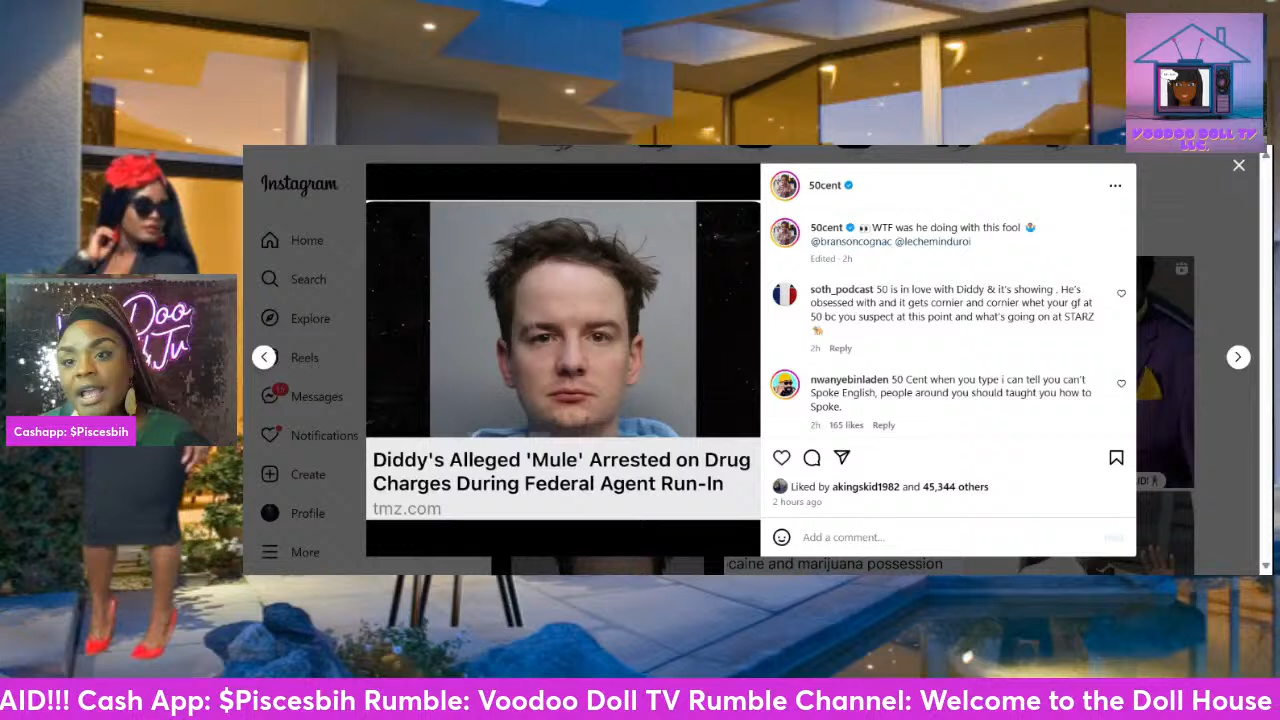 VOODOO DOLL TV
LLC.
Instagram
Home
Search
Explore
Reels
Messages
Notifications
Create
Profile
More
Diddy's Alleged 'Mule' Arrested on Drug
Charges During Federal Agent Run-In
tmz.com
50cent
50cent 👀 WTF was he doing with this fool 🤷🏽‍♂️
@bransoncognac @lecheminduroi
Edited · 2h
soth_podcast 50 is in love with Diddy & it's showing . He's
obsessed with and it gets cornier and cornier whet your gf at
50 bc you suspect at this point and what's going on at STARZ
2h Reply
nwanyebinladen 50 Cent when you type i can tell you can't
Spoke English, people around you should taught you how to
Spoke.
2h 165 likes Reply
Liked by akingskid1982 and 45,344 others
2 hours ago
Add a comment...
caine and marijuana possession
Doo
Tv
Cashapp: $Piscesbih
AID!!! Cash App: $Piscesbih Rumble: Voodoo Doll TV Rumble Channel: Welcome to the Doll House